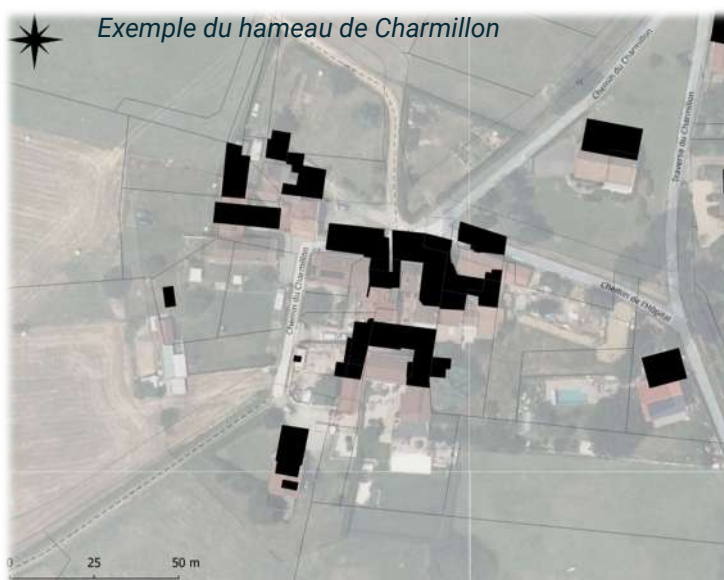 Exemple du hameau de Charmillon
Chemin du Charmillon
Traverse du Charmillon
Chemin du Charmillon
Chemin de l'Hôpital
0 25 50 m